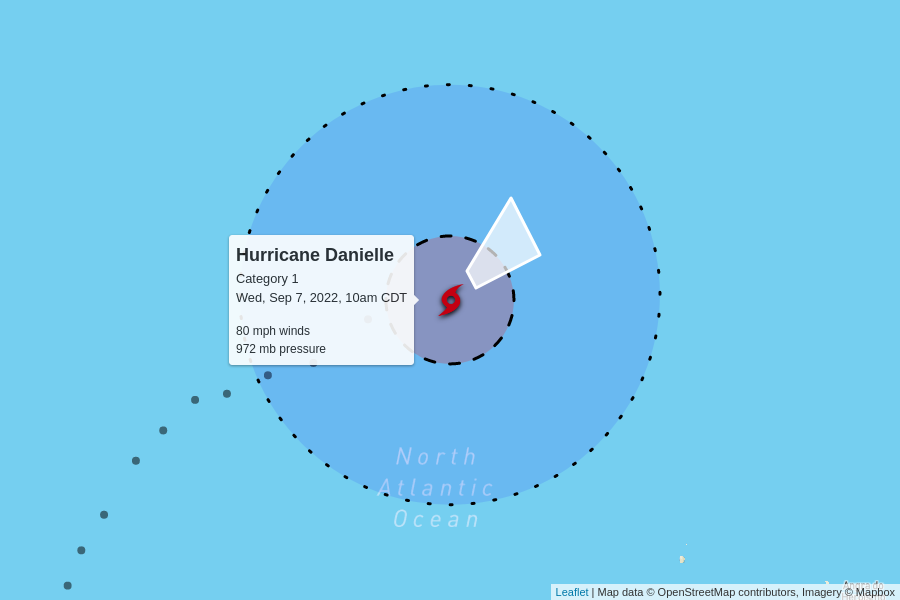 Hurricane Danielle
Category 1
Wed, Sep 7, 2022, 10am CDT
80 mph winds
972 mb pressure
North
Atlantic
Ocean
Leaflet | Map data © OpenStreetMap contributors, Imagery © Mapbox